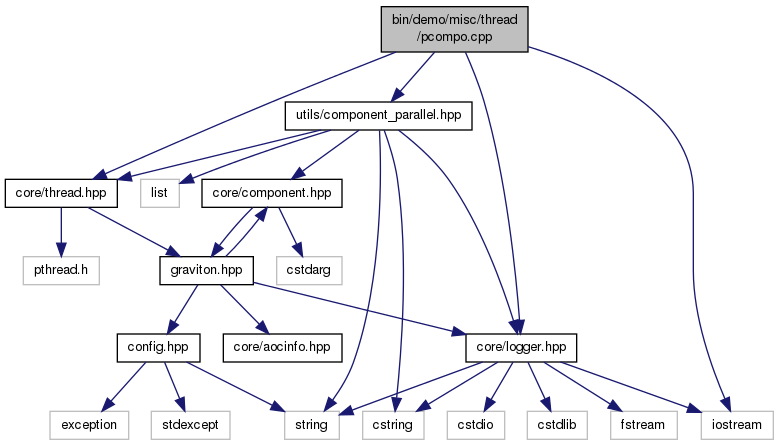 bin/demo/misc/thread
/pcompo.cpp
utils/component_parallel.hpp
core/thread.hpp
list
core/component.hpp
pthread.h
graviton.hpp
cstdarg
config.hpp
core/aocinfo.hpp
core/logger.hpp
exception
stdexcept
string
cstring
cstdio
cstdlib
fstream
iostream